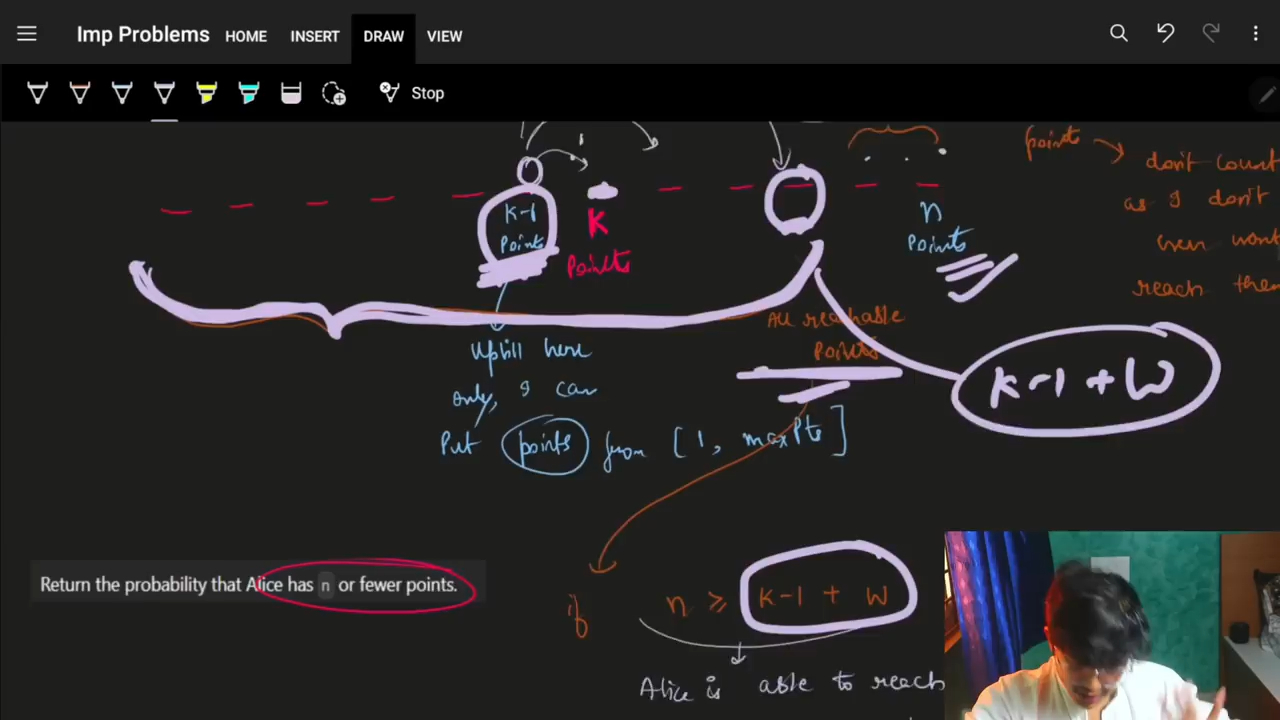 Imp Problems HOME INSERT DRAW VIEW
Stop
K-1
Points
K
Points
n
Points
point
don't count
as I don't
even want
reach them
All reachable
Points
Uptill here
only, I can
Put points from [1, maxPts]
K-1 + W
Return the probability that Alice has n or fewer points.
if n ≥ K-1 + W
Alice is able to reach